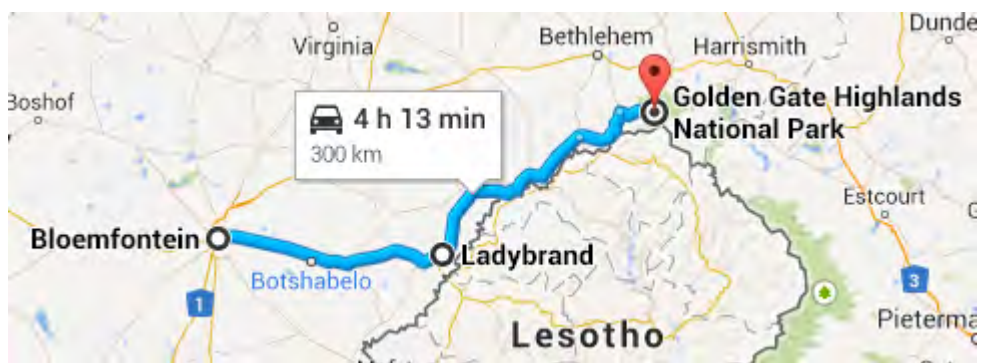 Virginia
Bethlehem
Harrismith
Dunde
Boshof
4 h 13 min
300 km
Golden Gate Highlands
National Park
Estcourt
Bloemfontein
Botshabelo
Ladybrand
1
3
Lesotho
Pieterma